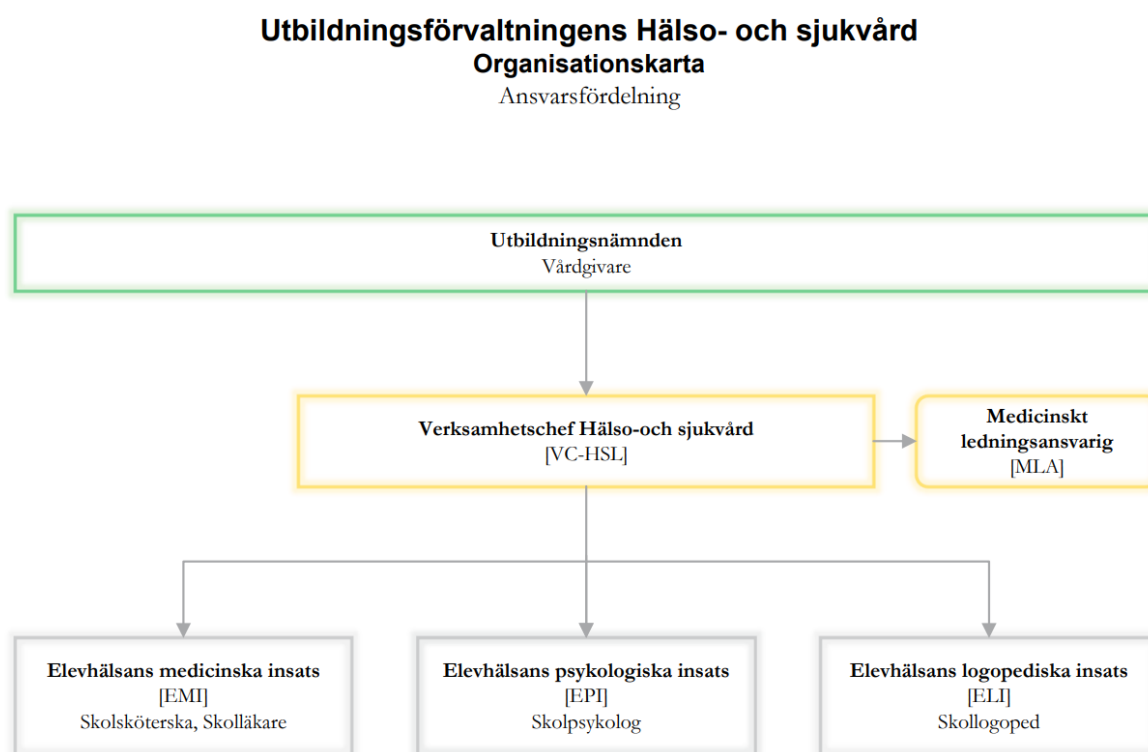 Utbildningsförvaltningens Hälso- och sjukvård
Organisationskarta
Ansvarsfördelning
Utbildningsnämnden
Vårdgivare
Verksamhetschef Hälso-och sjukvård
[VC-HSL]
Medicinskt
ledningsansvarig
[MLA]
Elevhälsans medicinska insats
[EMI]
Skolsköterska, Skolläkare
Elevhälsans psykologiska insats
[EPI]
Skolpsykolog
Elevhälsans logopediska insats
[ELI]
Skollogoped